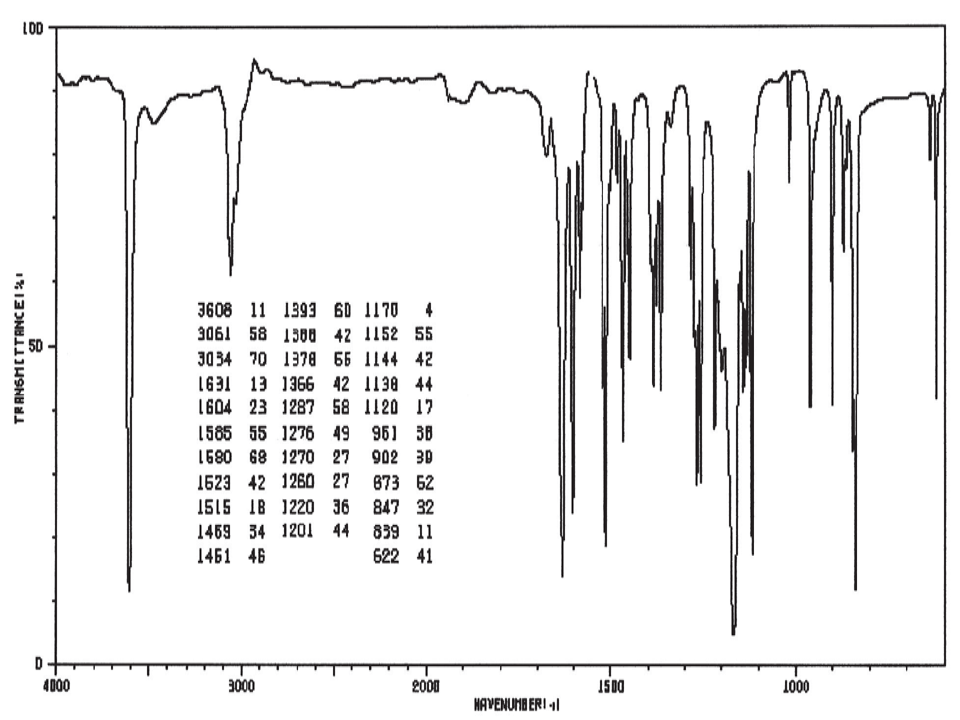 100
TRANSMITTANCE(%)
50
0
3608 11 1393 60 1170 4
3061 58 1388 42 1152 55
3034 70 1378 55 1144 42
1631 13 1366 42 1138 44
1604 23 1287 58 1120 17
1585 55 1276 49 961 38
1580 68 1270 27 902 39
1523 42 1260 27 873 62
1515 18 1220 36 847 32
1469 34 1201 44 839 11
1451 46 622 41
4000 3000 2000 1500 1000
WAVENUMBER(-1)